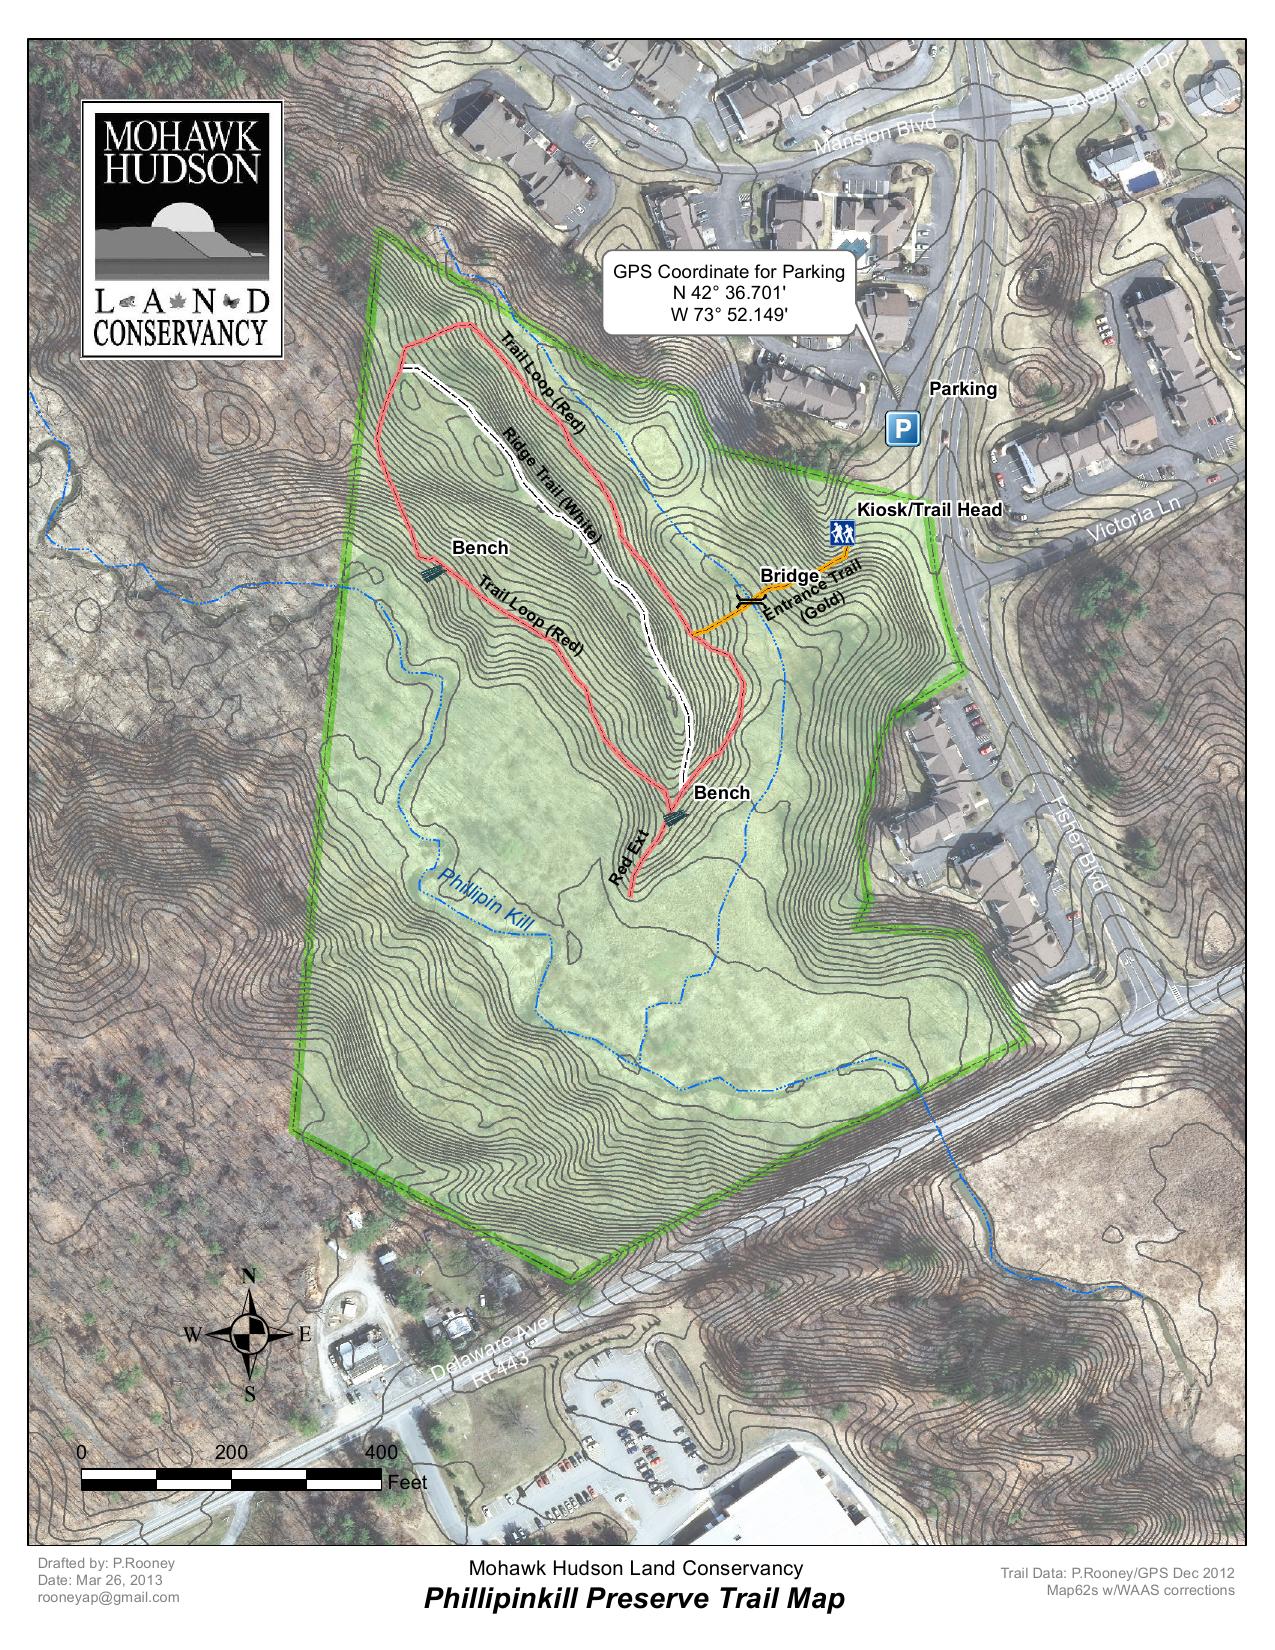 MOHAWK
HUDSON
L A N D
CONSERVANCY
Ridgefield Dr
Mansion Blvd
GPS Coordinate for Parking
N 42° 36.701'
W 73° 52.149'
Parking
P
Trail Loop (Red)
Ridge Trail (White)
Kiosk/Trail Head
Victoria Ln
Bench
Bridge
Entrance Trail
(Gold)
Trail Loop (Red)
Bench
Red Ext
Fisher Blvd
Phillipin Kill
N
W E
S
Delaware Ave
Rt 443
0 200 400
Feet
Drafted by: P.Rooney
Date: Mar 26, 2013
rooneyap@gmail.com
Mohawk Hudson Land Conservancy
Phillipinkill Preserve Trail Map
Trail Data: P.Rooney/GPS Dec 2012
Map62s w/WAAS corrections